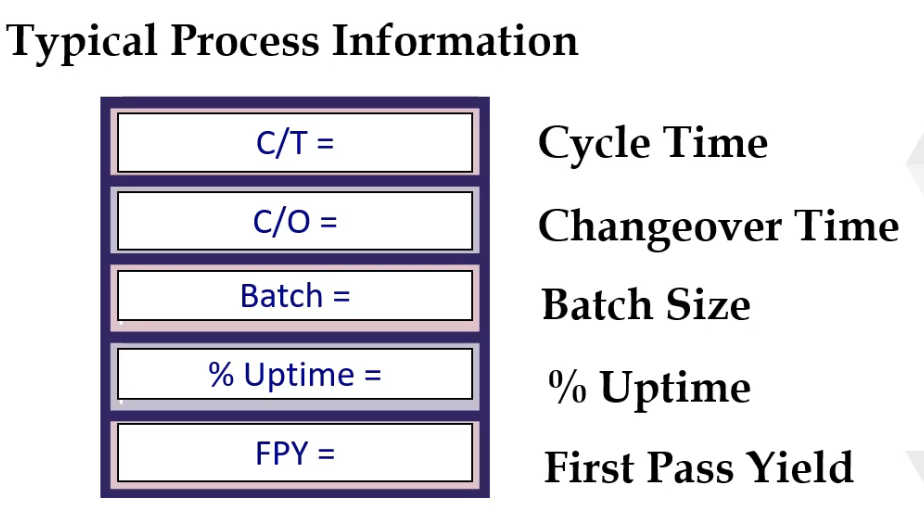 Typical Process Information
C/T =
Cycle Time
C/O =
Changeover Time
Batch =
Batch Size
% Uptime =
% Uptime
FPY =
First Pass Yield